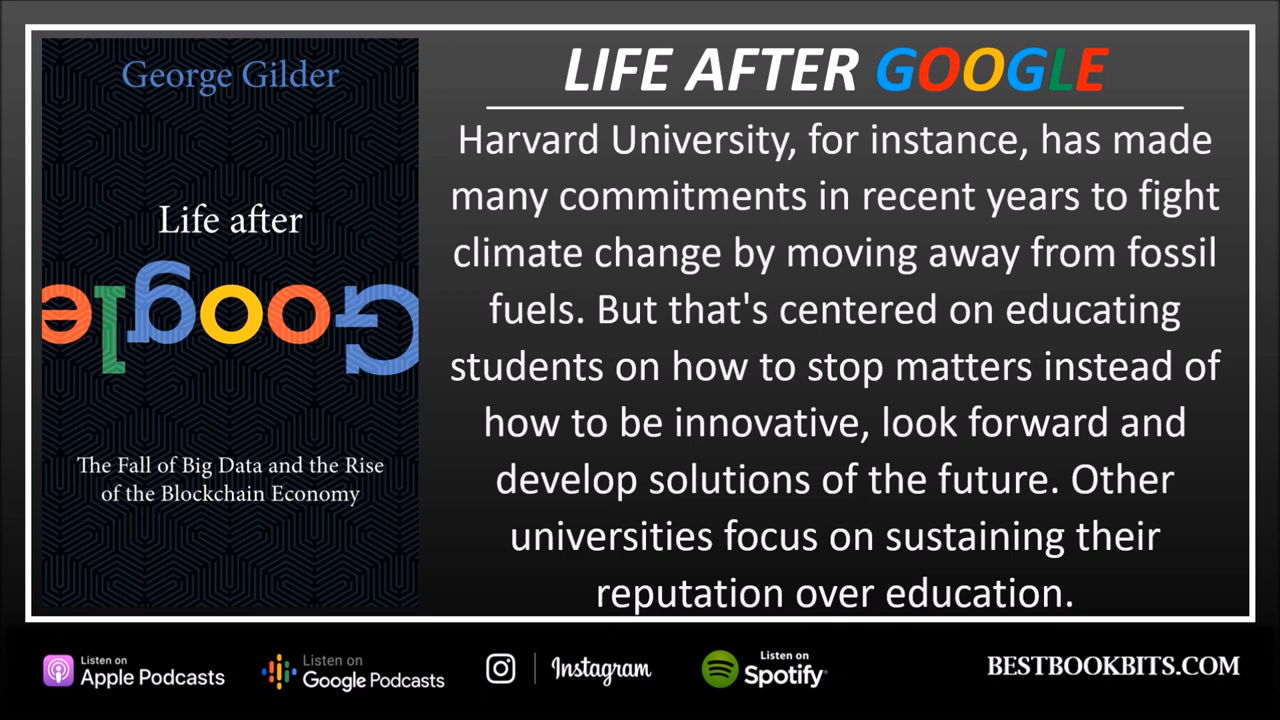 George Gilder
Life after
Google
The Fall of Big Data and the Rise
of the Blockchain Economy
LIFE AFTER GOOGLE
Harvard University, for instance, has made
many commitments in recent years to fight
climate change by moving away from fossil
fuels. But that's centered on educating
students on how to stop matters instead of
how to be innovative, look forward and
develop solutions of the future. Other
universities focus on sustaining their
reputation over education.
Listen on
Apple Podcasts
Listen on
Google Podcasts
Instagram
Listen on
Spotify
BESTBOOKBITS.COM